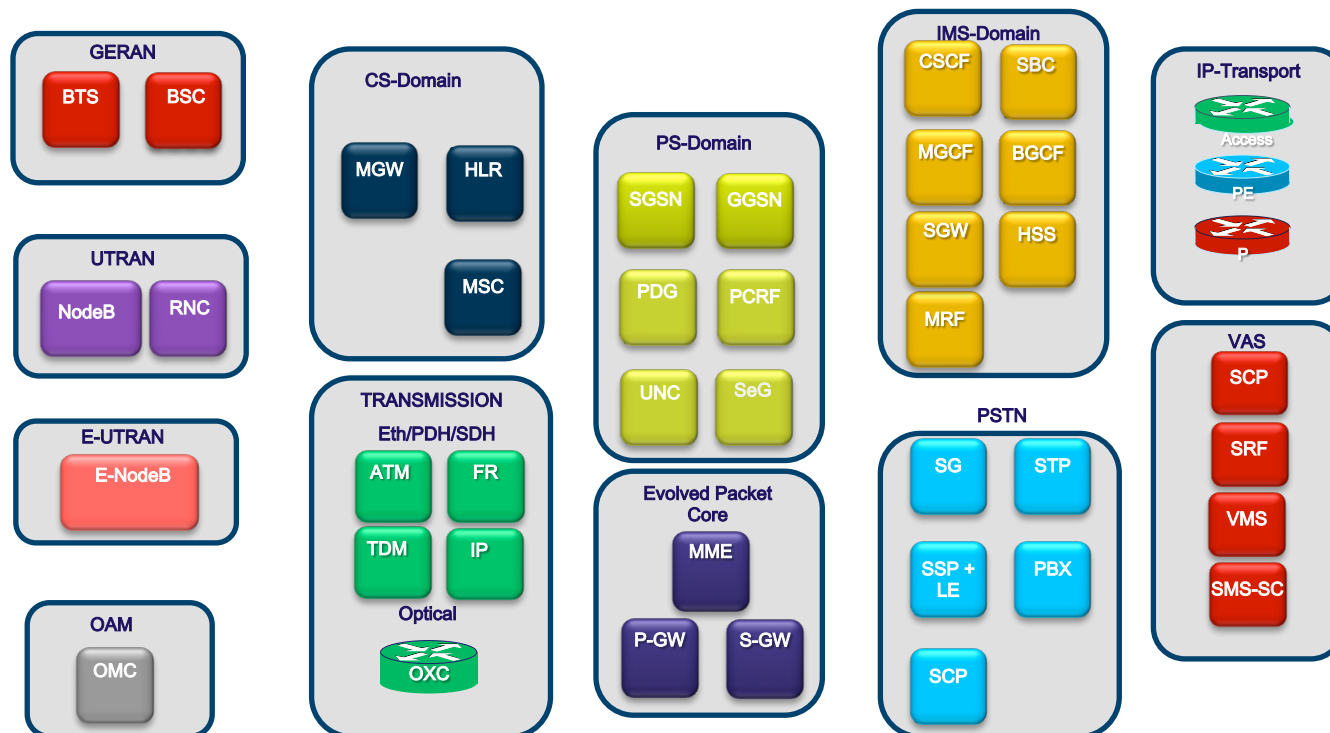 GERAN
BTS
BSC
UTRAN
NodeB
RNC
E-UTRAN
E-NodeB
OAM
OMC
CS-Domain
MGW
HLR
MSC
TRANSMISSION
Eth/PDH/SDH
ATM
FR
TDM
IP
Optical
OXC
PS-Domain
SGSN
GGSN
PDG
PCRF
UNC
SeG
Evolved Packet
Core
MME
P-GW
S-GW
IMS-Domain
CSCF
SBC
MGCF
BGCF
SGW
HSS
MRF
PSTN
SG
STP
SSP +
LE
PBX
SCP
IP-Transport
Access
PE
P
VAS
SCP
SRF
VMS
SMS-SC